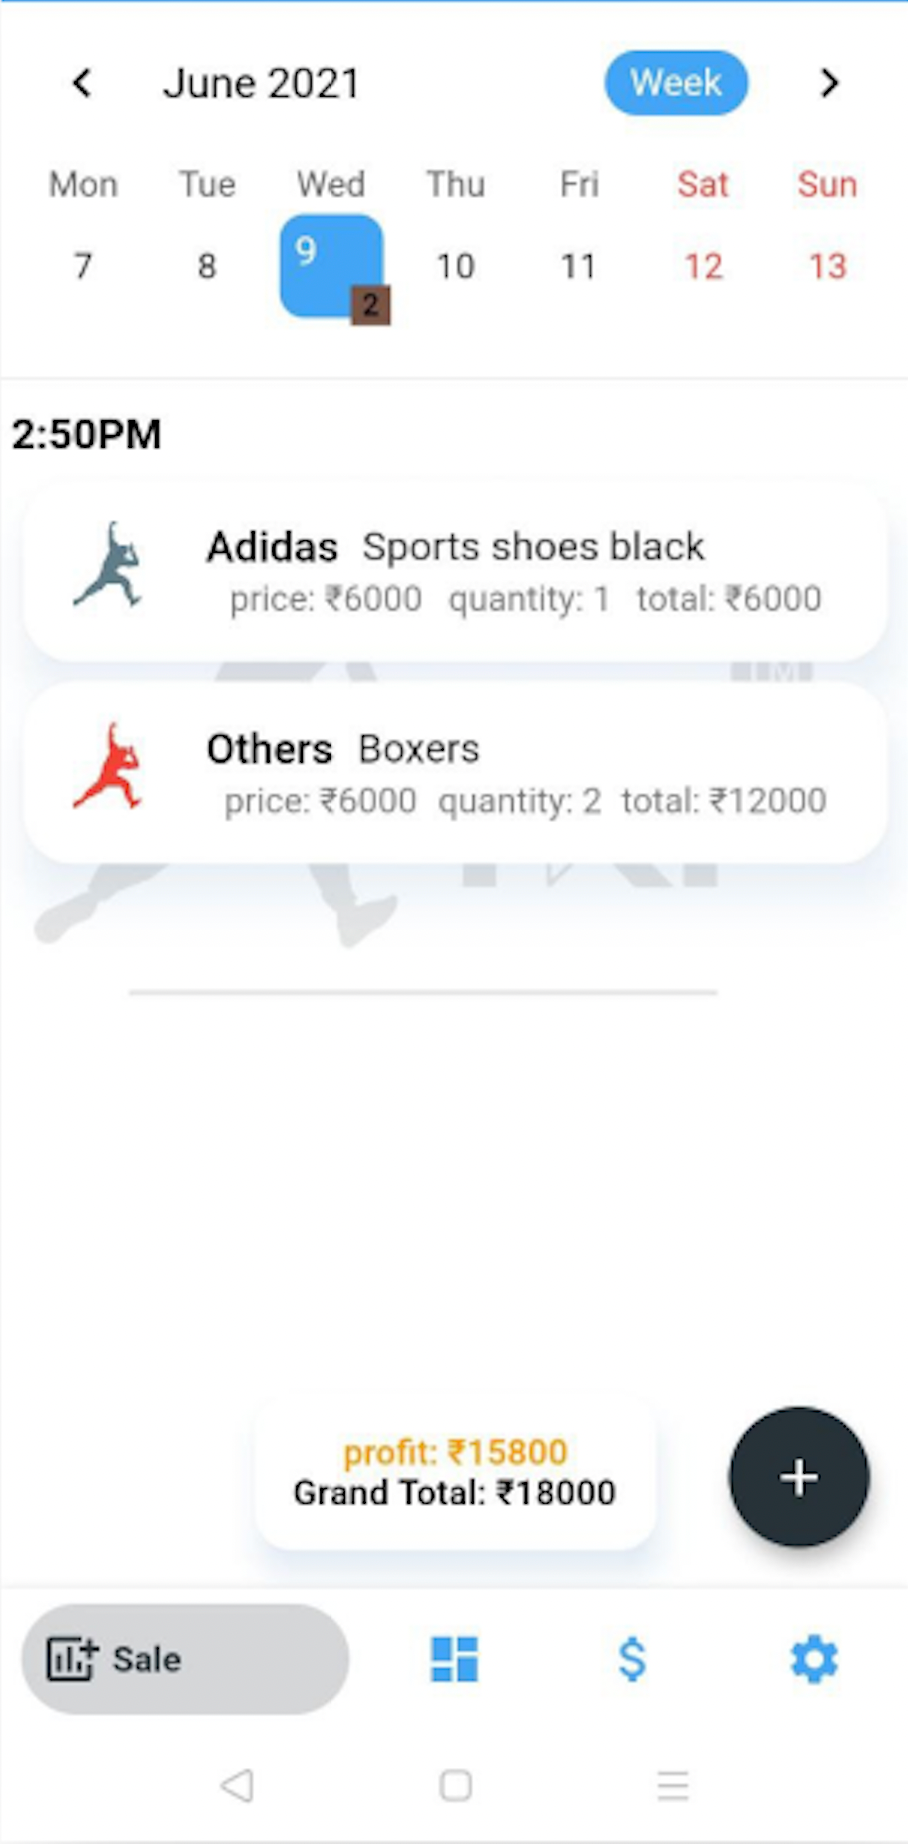 June 2021 Week
Mon Tue Wed Thu Fri Sat Sun
7 8 9 10 11 12 13
2
2:50PM
Adidas Sports shoes black
price: ₹6000 quantity: 1 total: ₹6000
Others Boxers
price: ₹6000 quantity: 2 total: ₹12000
profit: ₹15800
Grand Total: ₹18000
Sale